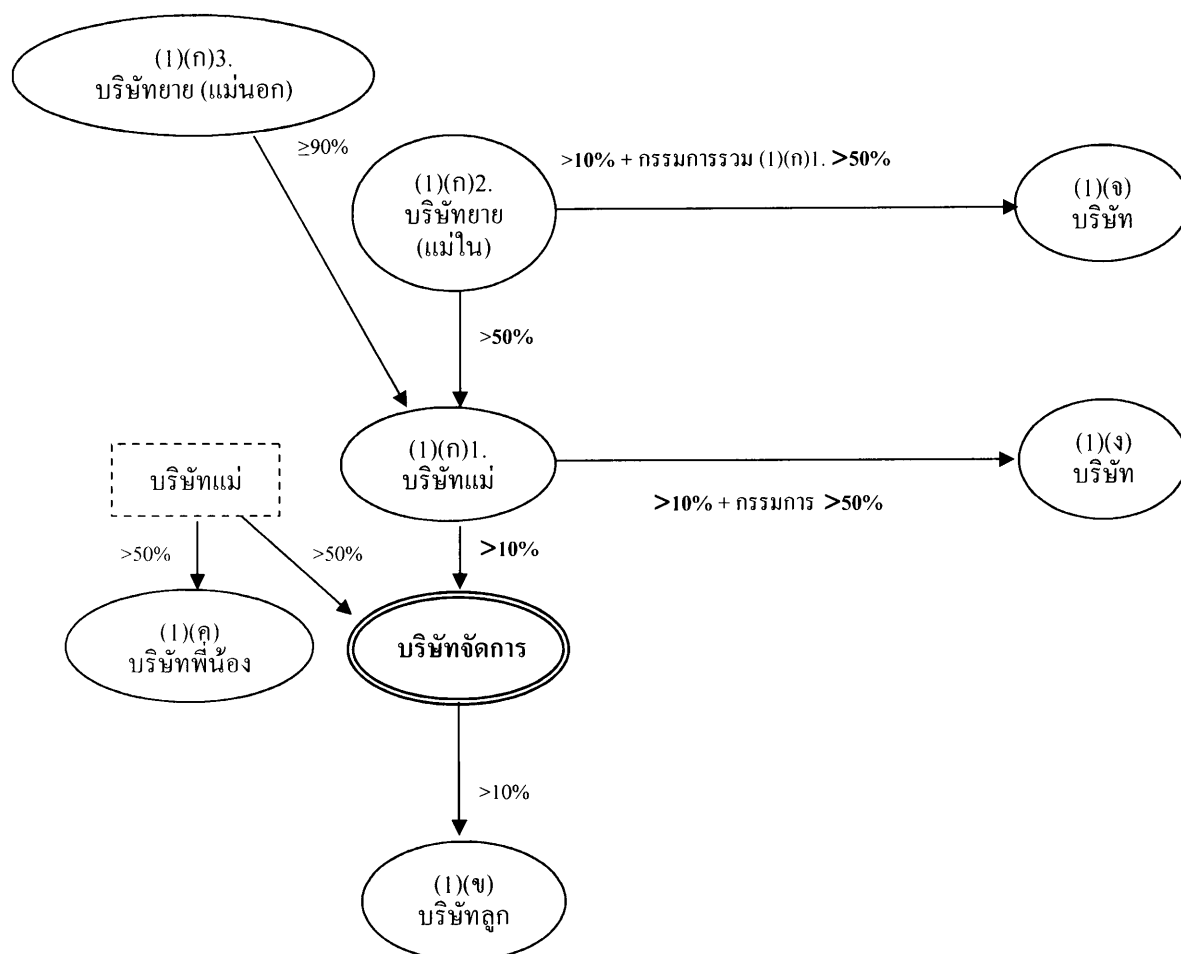 (1)(ก)3.
บริษัทยาย (แม่นอก)
≥90%
(1)(ก)2.
บริษัทยาย
(แม่ใน)
>10% + กรรมการรวม (1)(ก)1. >50%
(1)(จ)
บริษัท
>50%
(1)(ก)1.
บริษัทแม่
>10% + กรรมการ >50%
(1)(ง)
บริษัท
บริษัทแม่
>50%
>50%
>10%
(1)(ค)
บริษัทพี่น้อง
บริษัทจัดการ
>10%
(1)(ข)
บริษัทลูก